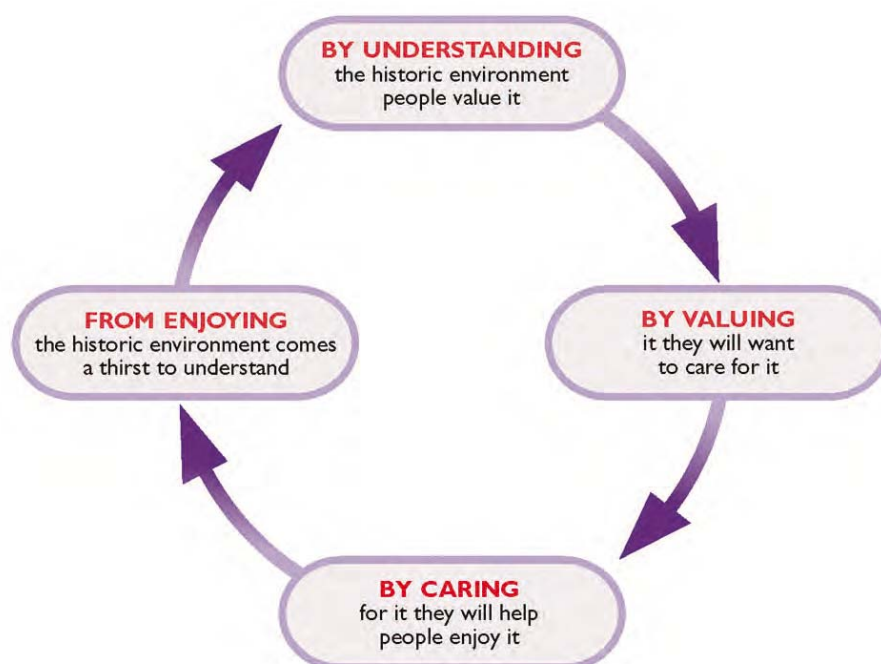 BY UNDERSTANDING
the historic environment
people value it
BY VALUING
it they will want
to care for it
BY CARING
for it they will help
people enjoy it
FROM ENJOYING
the historic environment comes
a thirst to understand